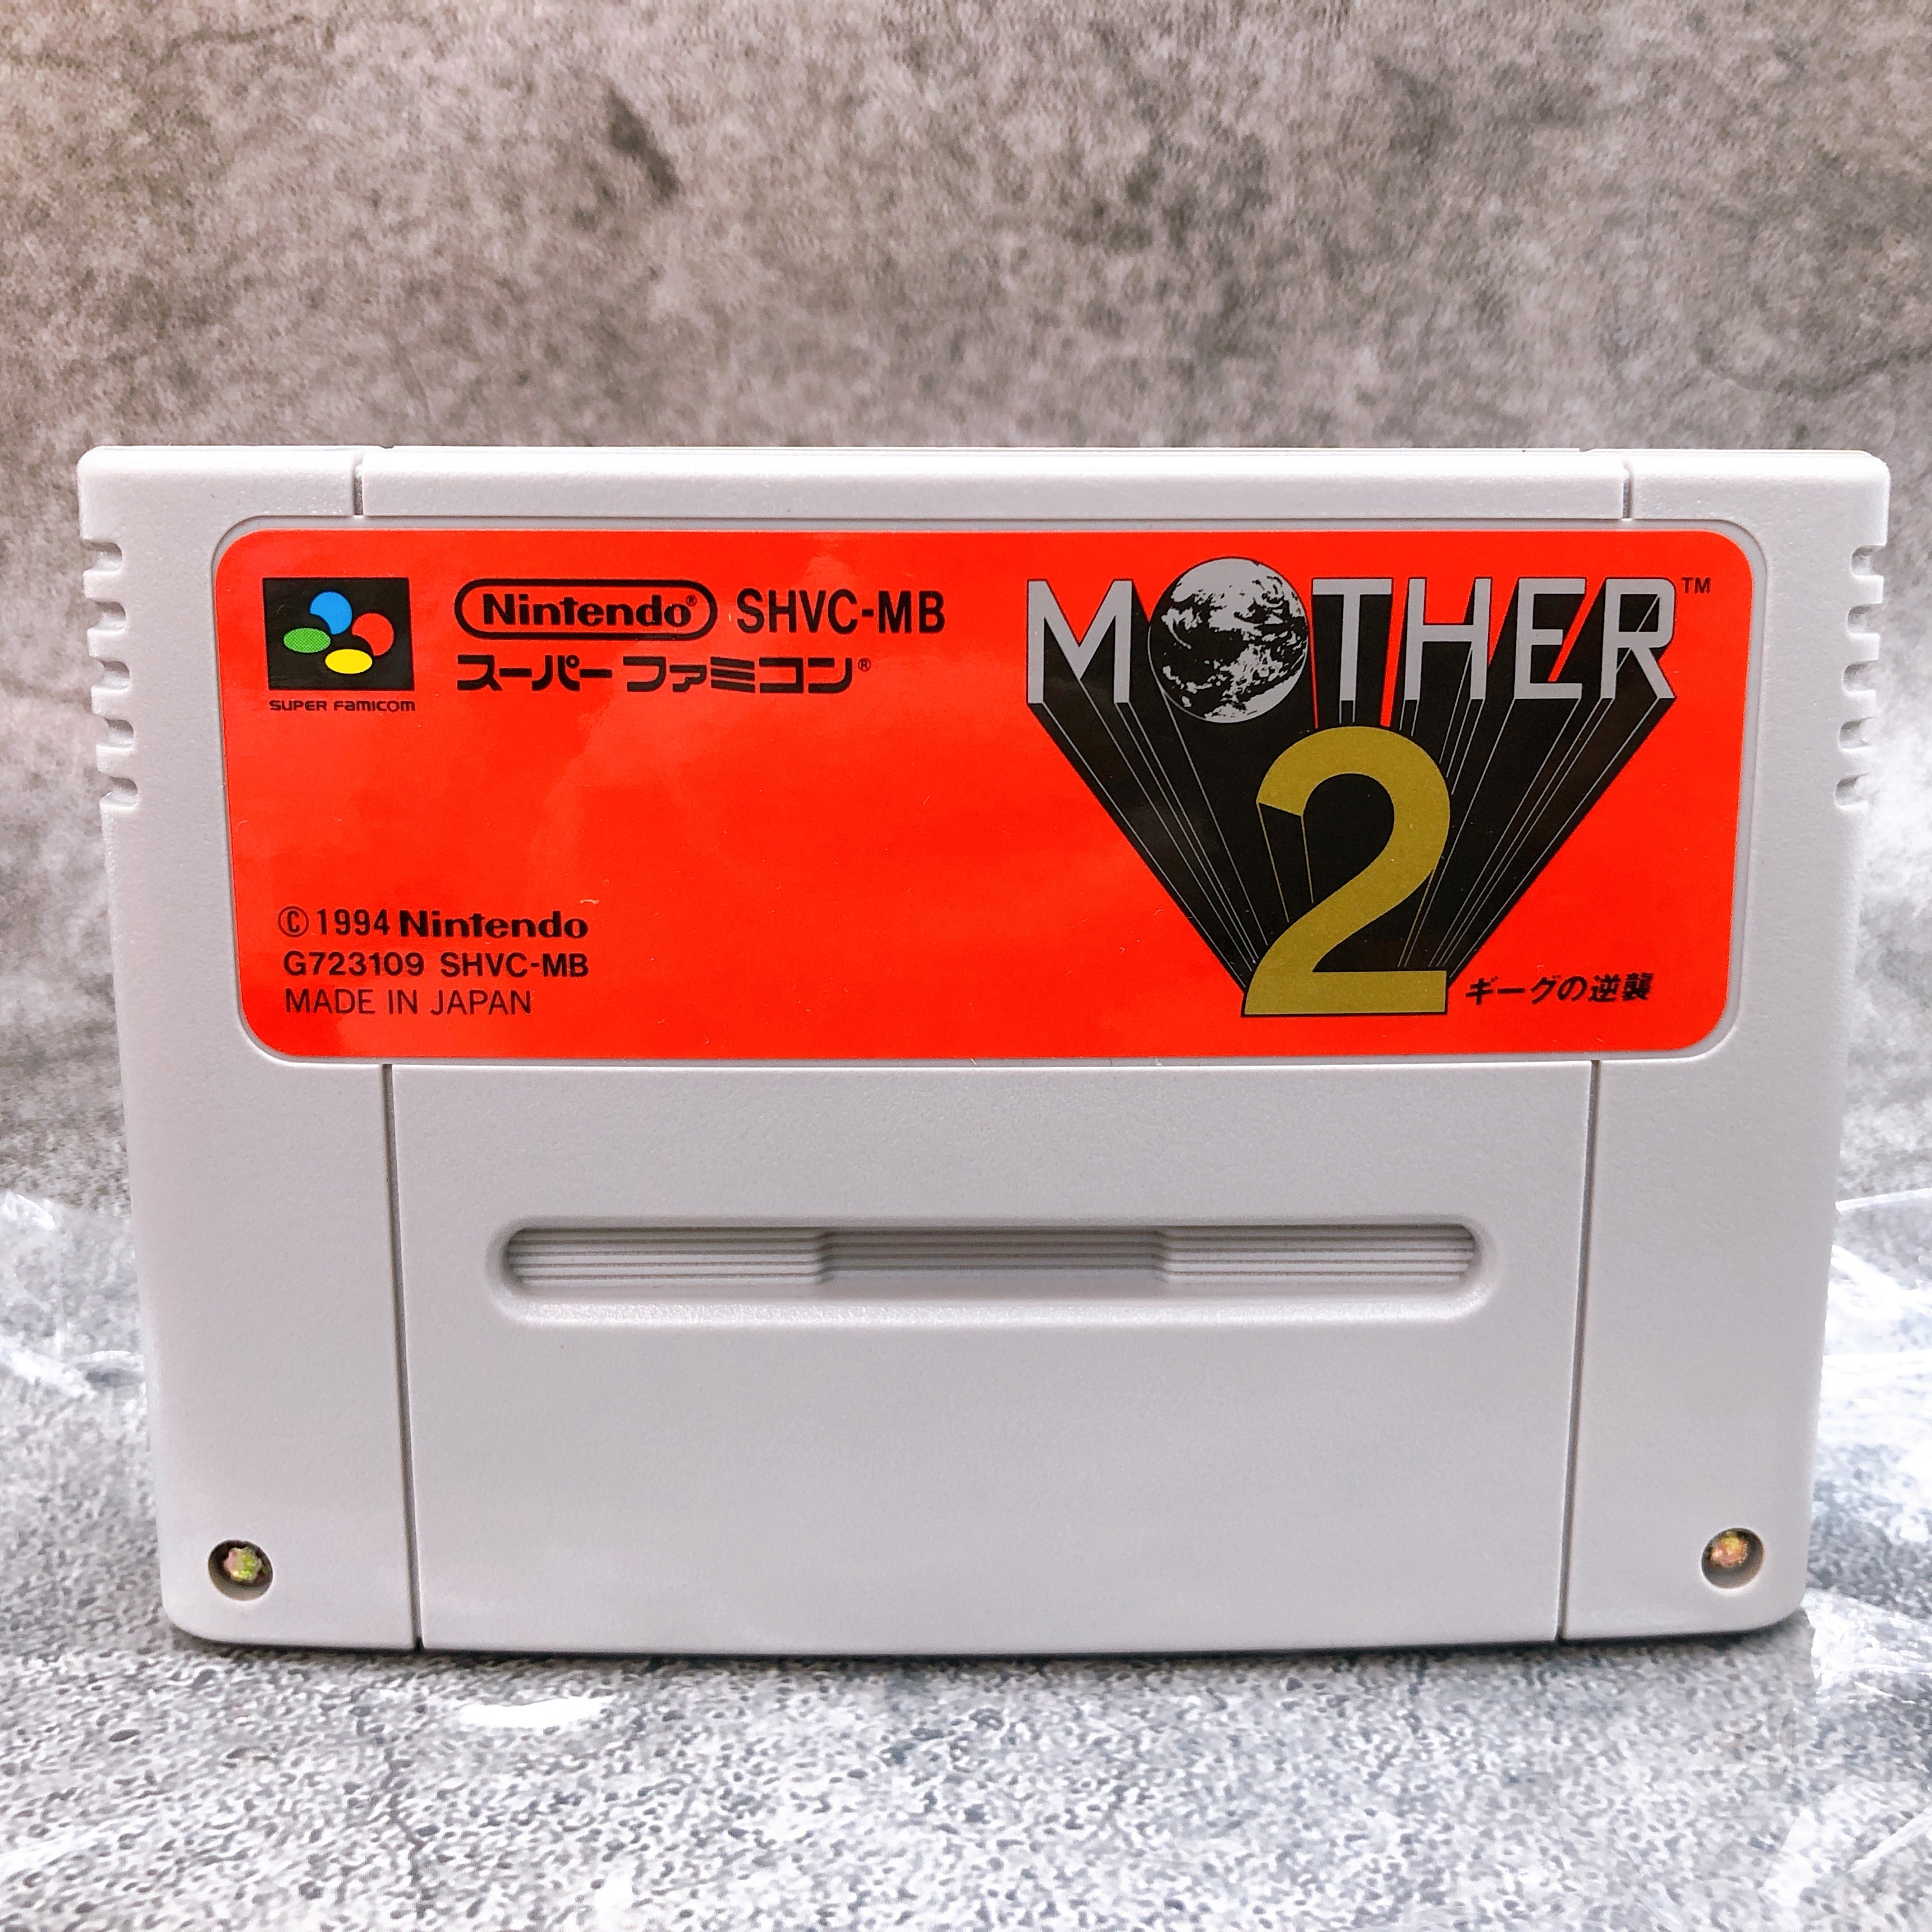 Nintendo® SHVC-MB
スーパーファミコン®
SUPER FAMICOM
MOTHER™
2
ギーグの逆襲
© 1994 Nintendo
G723109 SHVC-MB
MADE IN JAPAN